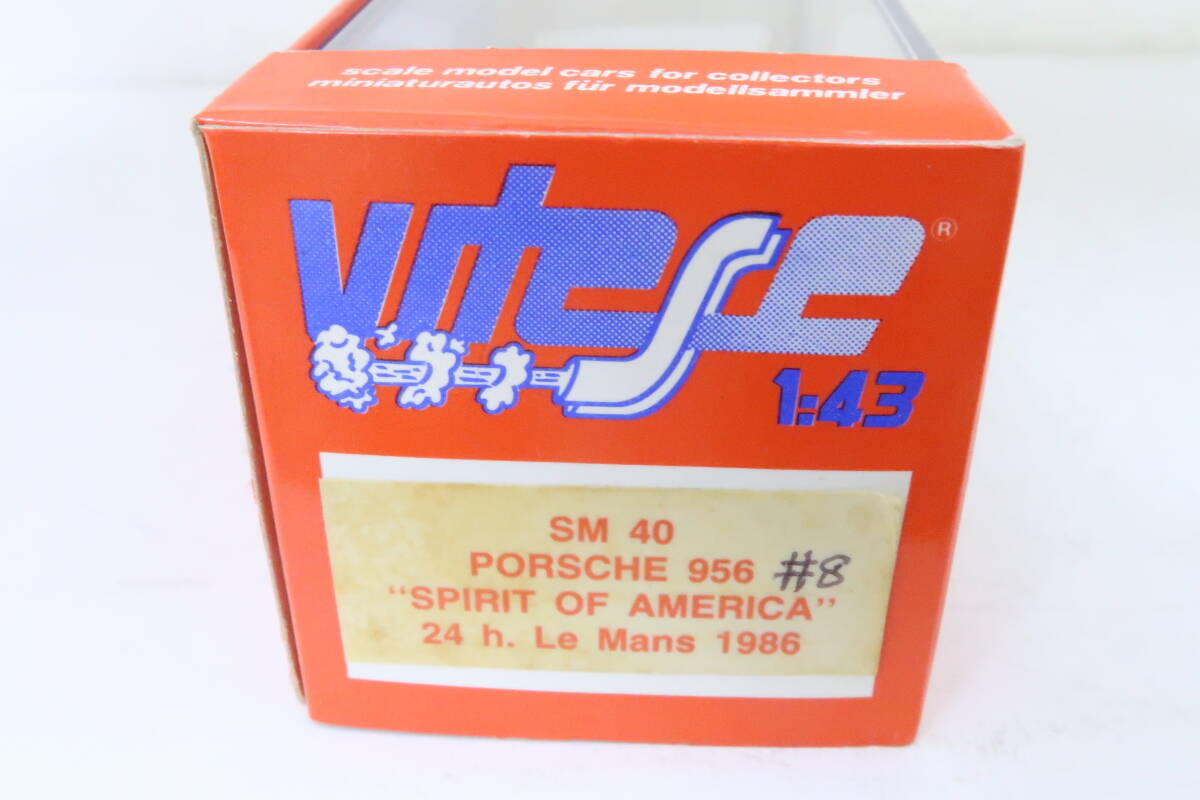 scale model cars for collectors
miniaturautos für modellsammler
vitesse ®
1:43
SM 40
PORSCHE 956 #8
"SPIRIT OF AMERICA"
24 h. Le Mans 1986